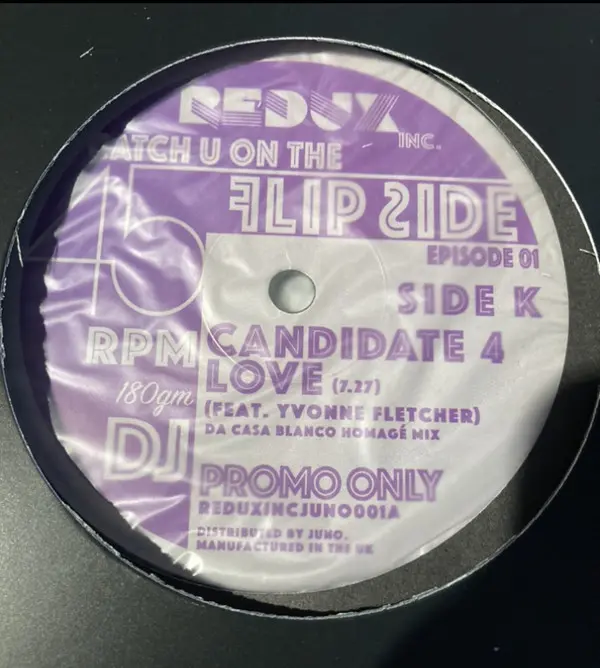 REDUX
INC.
CATCH U ON THE
FLIP SIDE
EPISODE 01
45
SIDE K
RPM
CANDIDATE 4
LOVE (7.27)
180gm
(FEAT. YVONNE FLETCHER)
DA CASA BLANCO HOMAGÉ MIX
DJ
PROMO ONLY
REDUXINCJUNO001A
DISTRIBUTED BY JUNO.
MANUFACTURED IN THE UK